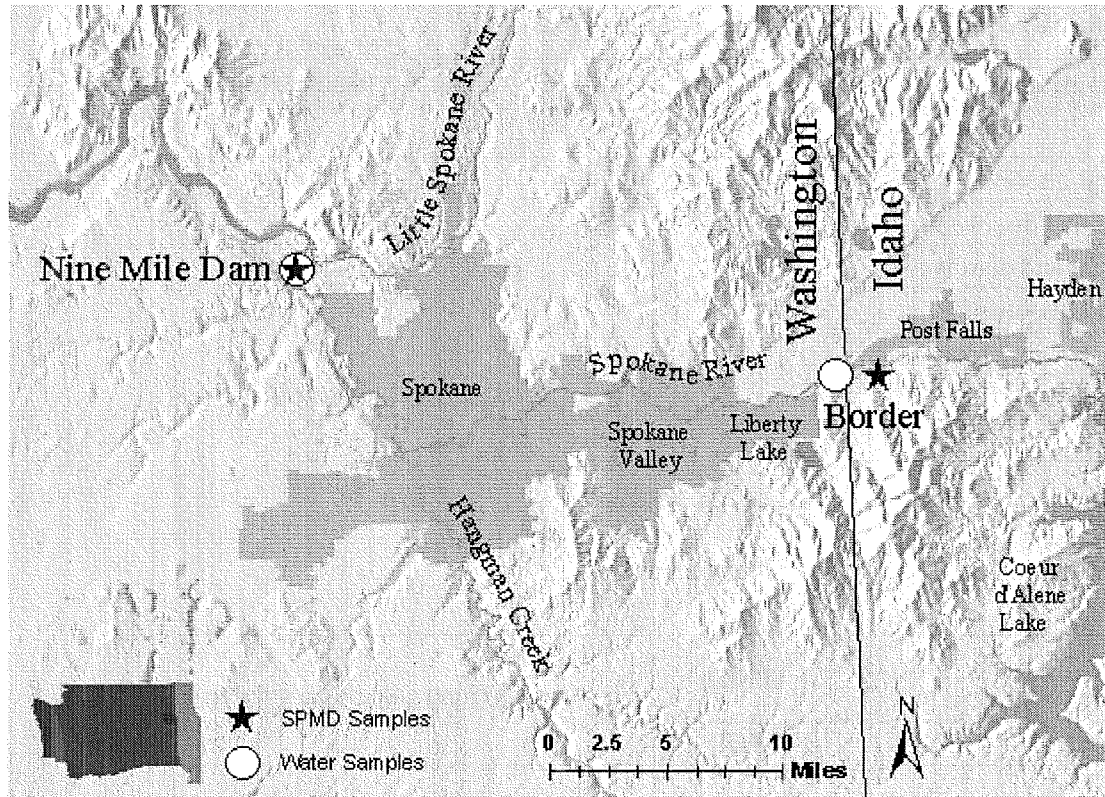 Little Spokane River
Washington
Idaho
Nine Mile Dam
Hayden
Post Falls
Spokane River
Spokane
Border
Liberty
Lake
Spokane
Valley
Hangman Creek
Coeur
d'Alene
Lake
N
SPMD Samples
Water Samples
0 2.5 5 10
Miles